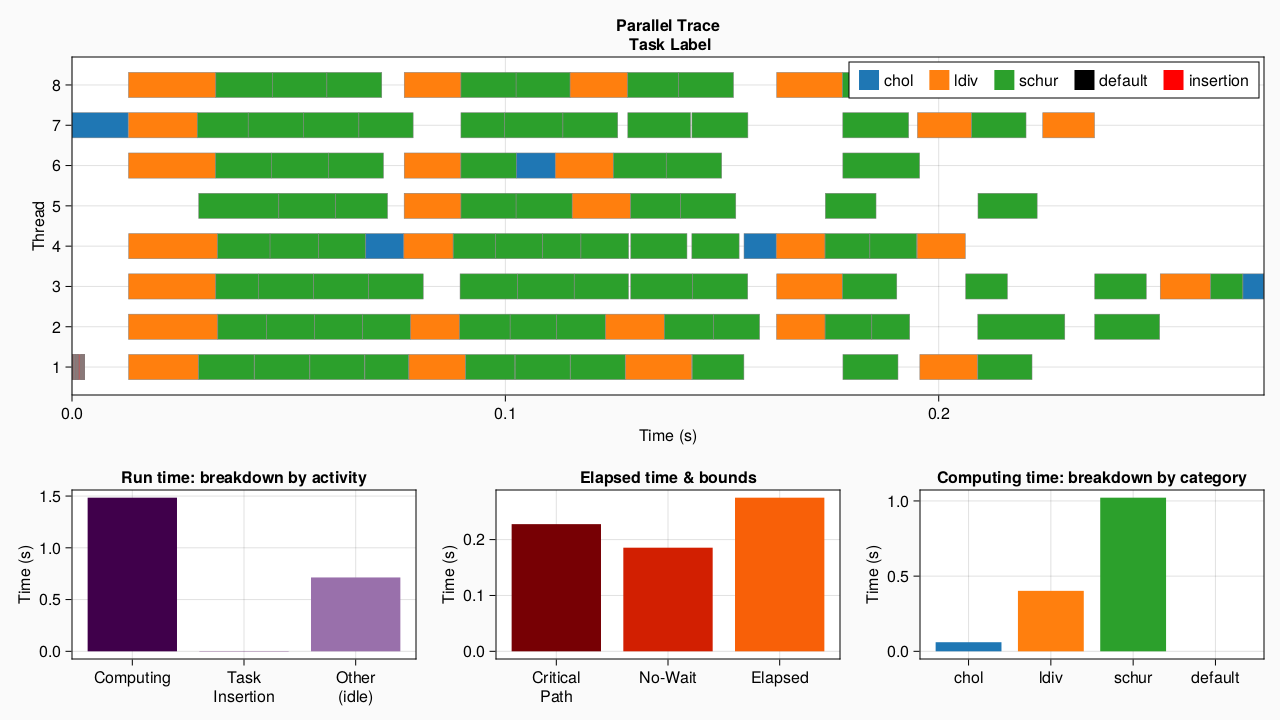 Parallel Trace
Task Label
chol ldiv schur default insertion
Thread
8
7
6
5
4
3
2
1
0.0 0.1 0.2
Time (s)
Run time: breakdown by activity
Time (s)
1.5
1.0
0.5
0.0
Computing Task Insertion Other (idle)
Elapsed time & bounds
Time (s)
0.2
0.1
0.0
Critical Path No-Wait Elapsed
Computing time: breakdown by category
Time (s)
1.0
0.5
0.0
chol ldiv schur default